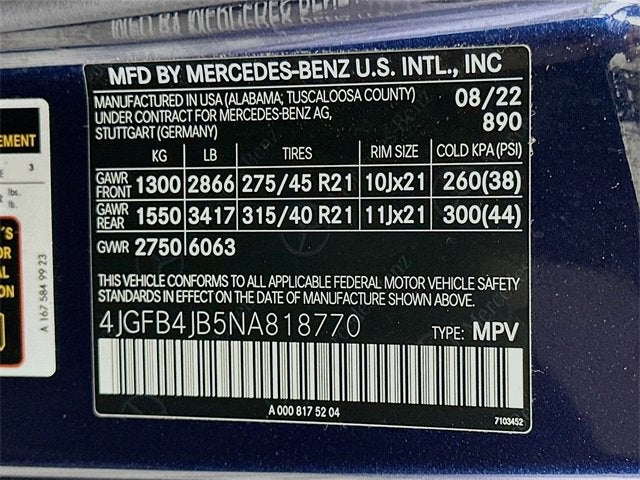 MFD BY MERCEDES-BENZ U.S. INTL., INC
MANUFACTURED IN USA (ALABAMA; TUSCALOOSA COUNTY) 08/22
UNDER CONTRACT FOR MERCEDES-BENZ AG, 890
STUTTGART (GERMANY)
KG LB TIRES RIM SIZE COLD KPA (PSI)
GAWR FRONT 1300 2866 275/45 R21 10Jx21 260(38)
GAWR REAR 1550 3417 315/40 R21 11Jx21 300(44)
GVWR 2750 6063
THIS VEHICLE CONFORMS TO ALL APPLICABLE FEDERAL MOTOR VEHICLE SAFETY
STANDARDS IN EFFECT ON THE DATE OF MANUFACTURE SHOWN ABOVE.
4JGFB4JB5NA818770 TYPE: MPV
A 000 817 52 04
7103452
3
lbs.
lb.
A 167 584 99 23